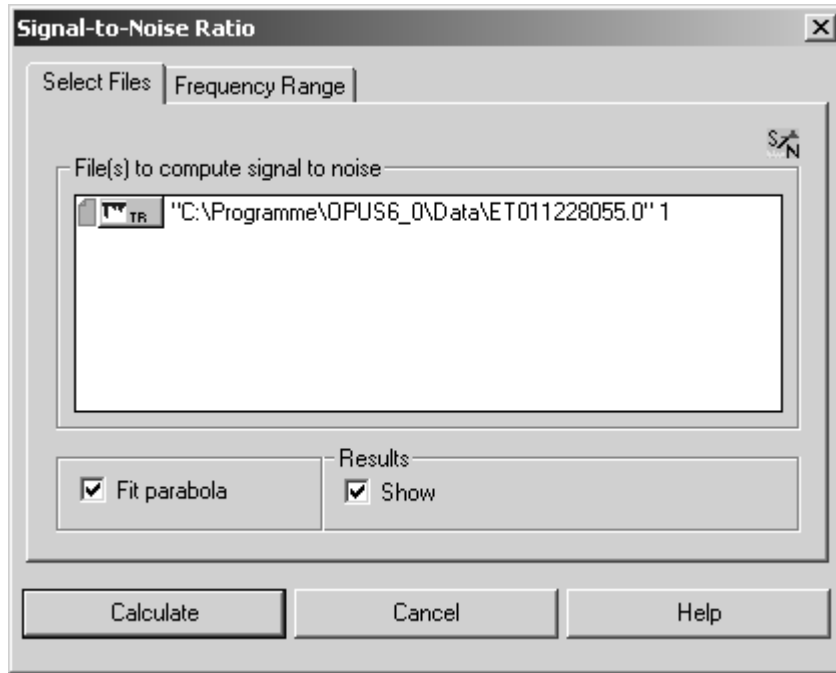 Signal-to-Noise Ratio
Select Files
Frequency Range
S/N
File(s) to compute signal to noise
TR "C:\Programme\OPUS6_0\Data\ET011228055.0" 1
Fit parabola
Results
Show
Calculate
Cancel
Help